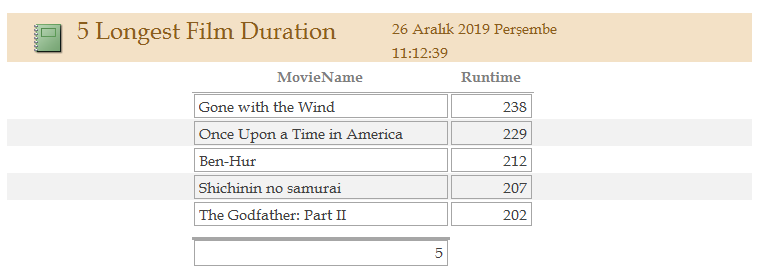 5 Longest Film Duration
26 Aralık 2019 Perşembe
11:12:39
MovieName Runtime
Gone with the Wind 238
Once Upon a Time in America 229
Ben-Hur 212
Shichinin no samurai 207
The Godfather: Part II 202
5